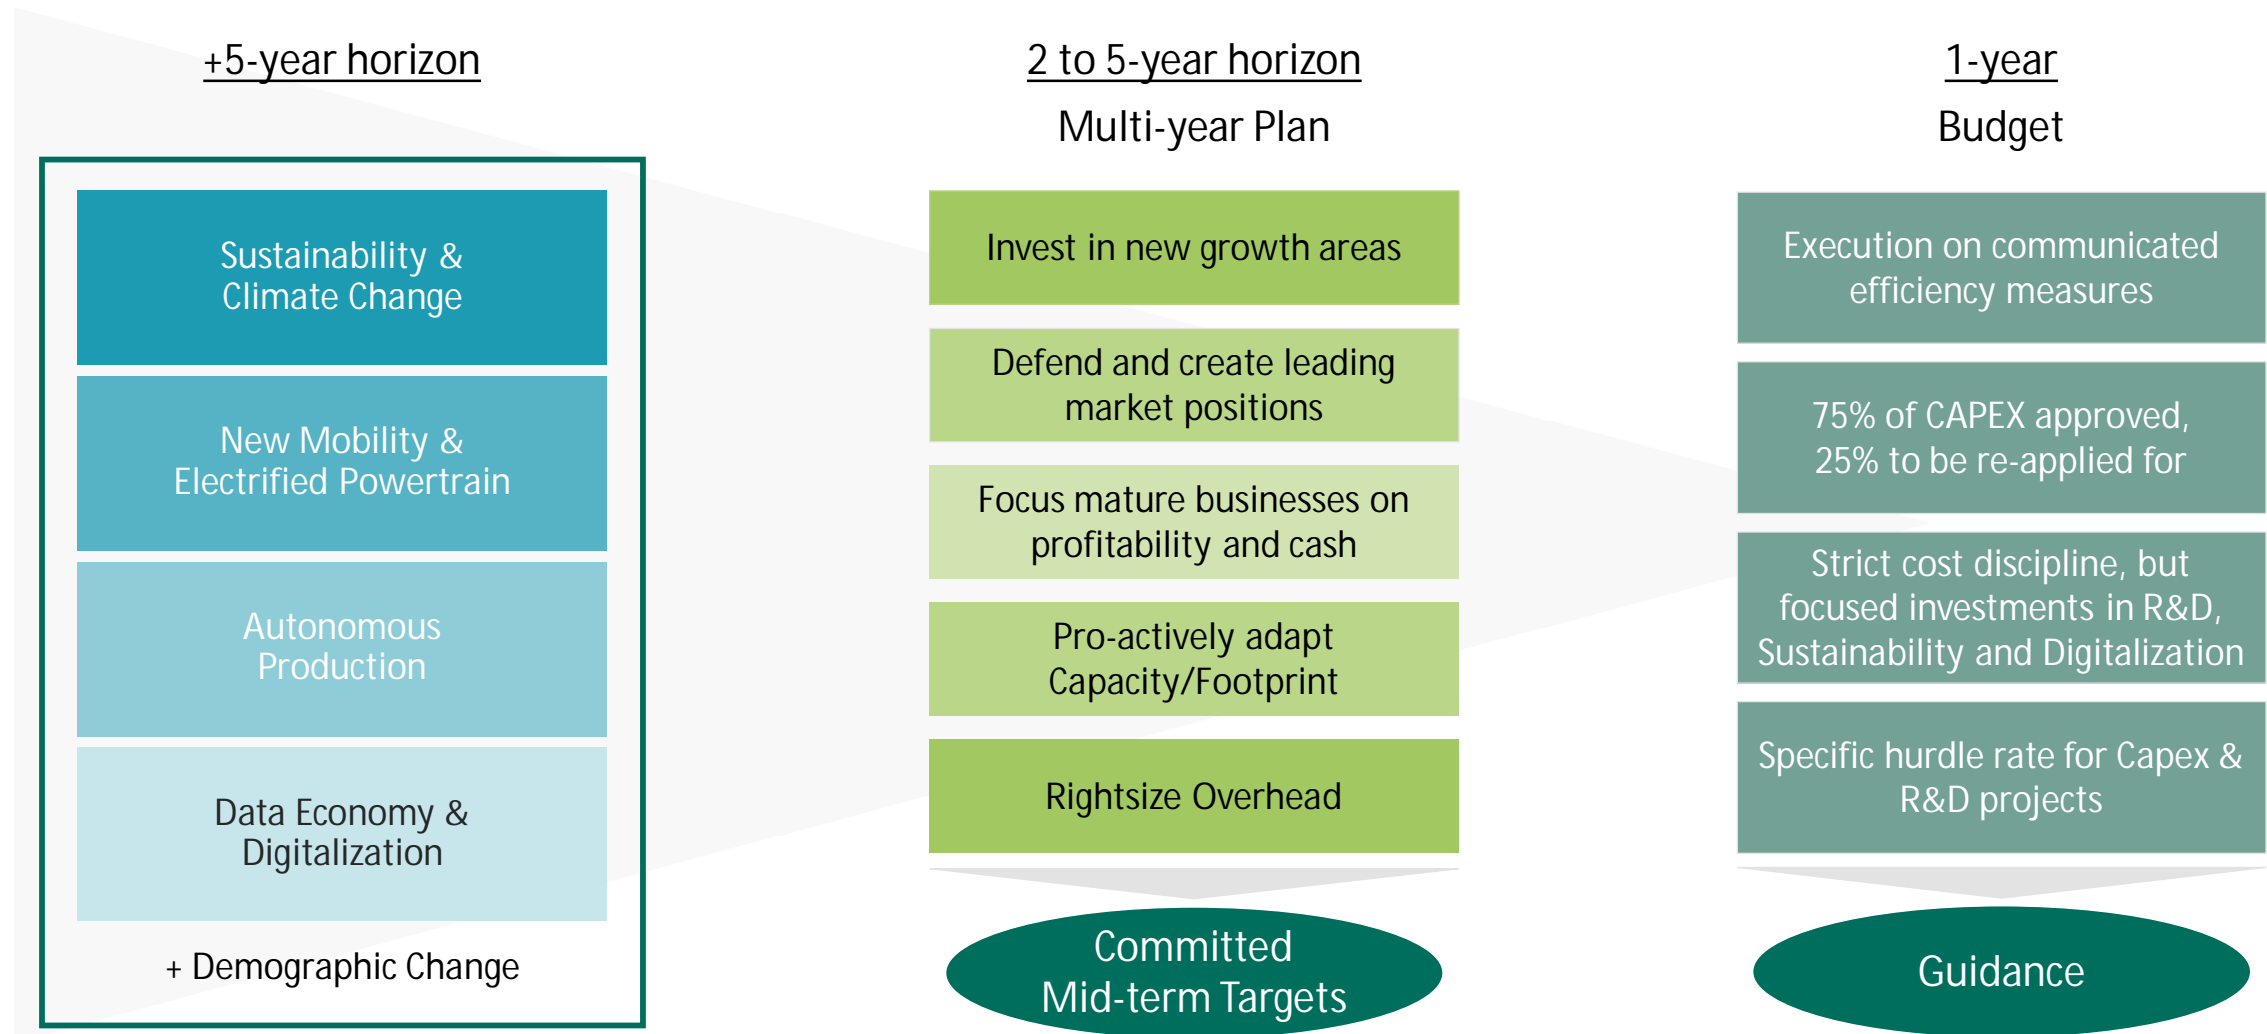 +5-year horizon
Sustainability &
Climate Change
New Mobility &
Electrified Powertrain
Autonomous
Production
Data Economy &
Digitalization
+ Demographic Change
2 to 5-year horizon
Multi-year Plan
Invest in new growth areas
Defend and create leading
market positions
Focus mature businesses on
profitability and cash
Pro-actively adapt
Capacity/Footprint
Rightsize Overhead
Committed
Mid-term Targets
1-year
Budget
Execution on communicated
efficiency measures
75% of CAPEX approved,
25% to be re-applied for
Strict cost discipline, but
focused investments in R&D,
Sustainability and Digitalization
Specific hurdle rate for Capex &
R&D projects
Guidance